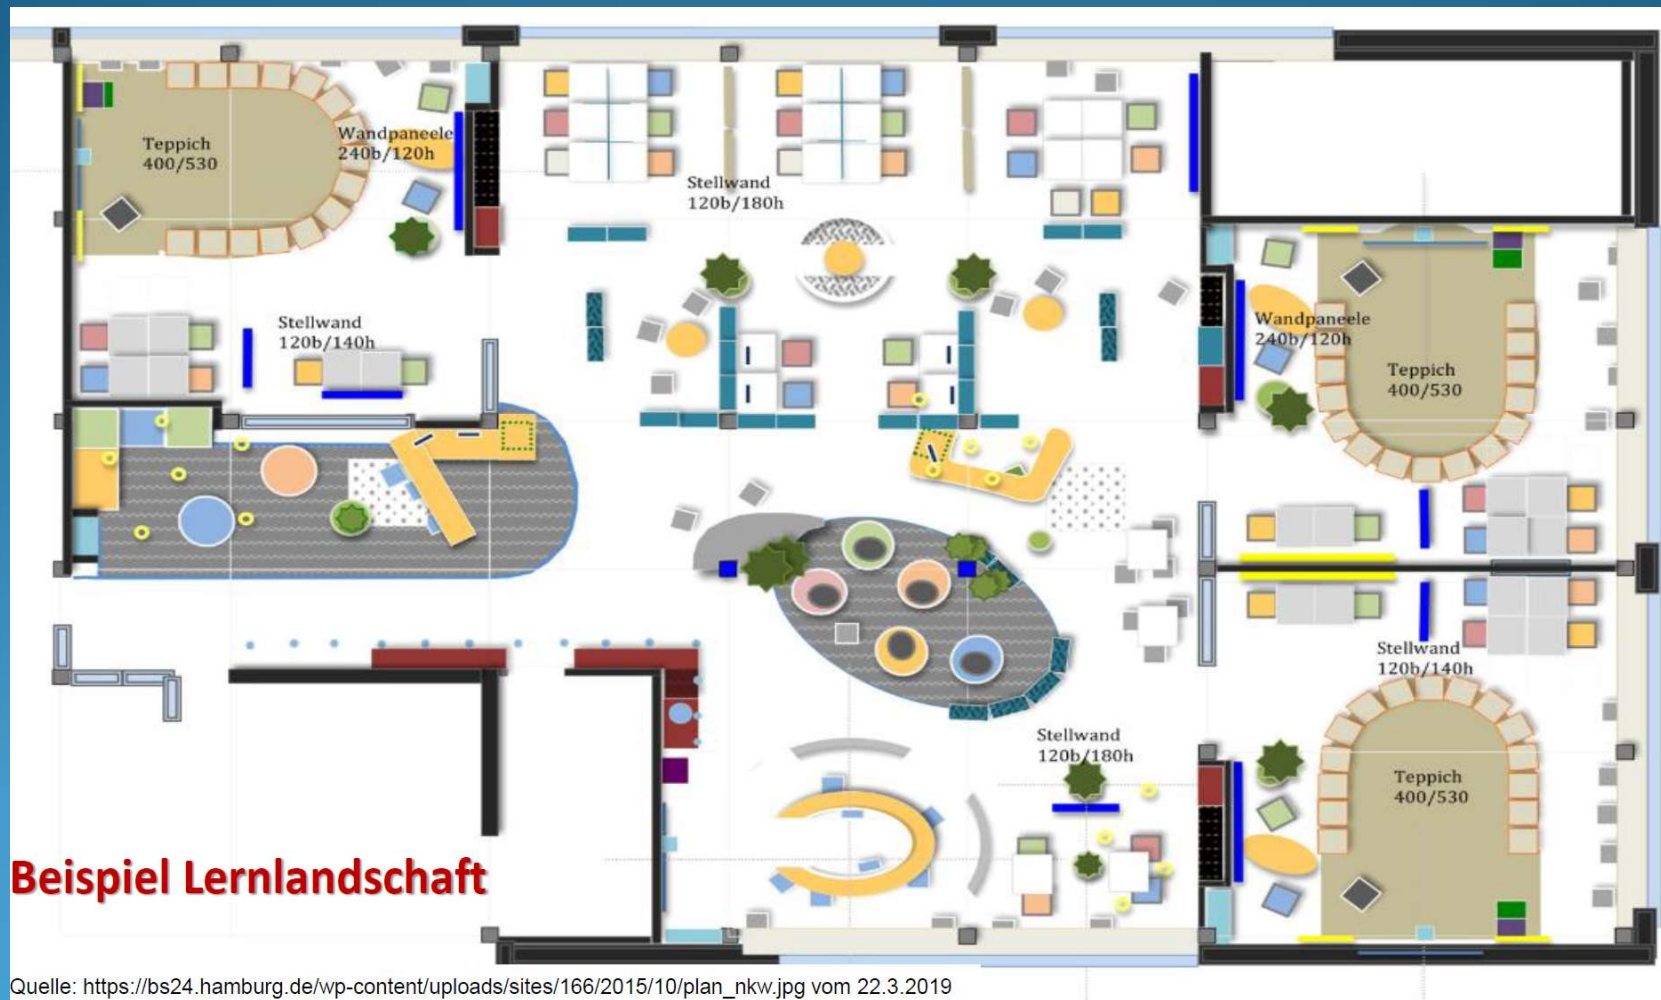 Teppich
400/530
Wandpaneele
240b/120h
Stellwand
120b/180h
Stellwand
120b/140h
Wandpaneele
240b/120h
Teppich
400/530
Stellwand
120b/140h
Stellwand
120b/180h
Teppich
400/530
Beispiel Lernlandschaft
Quelle: https://bs24.hamburg.de/wp-content/uploads/sites/166/2015/10/plan_nkw.jpg vom 22.3.2019